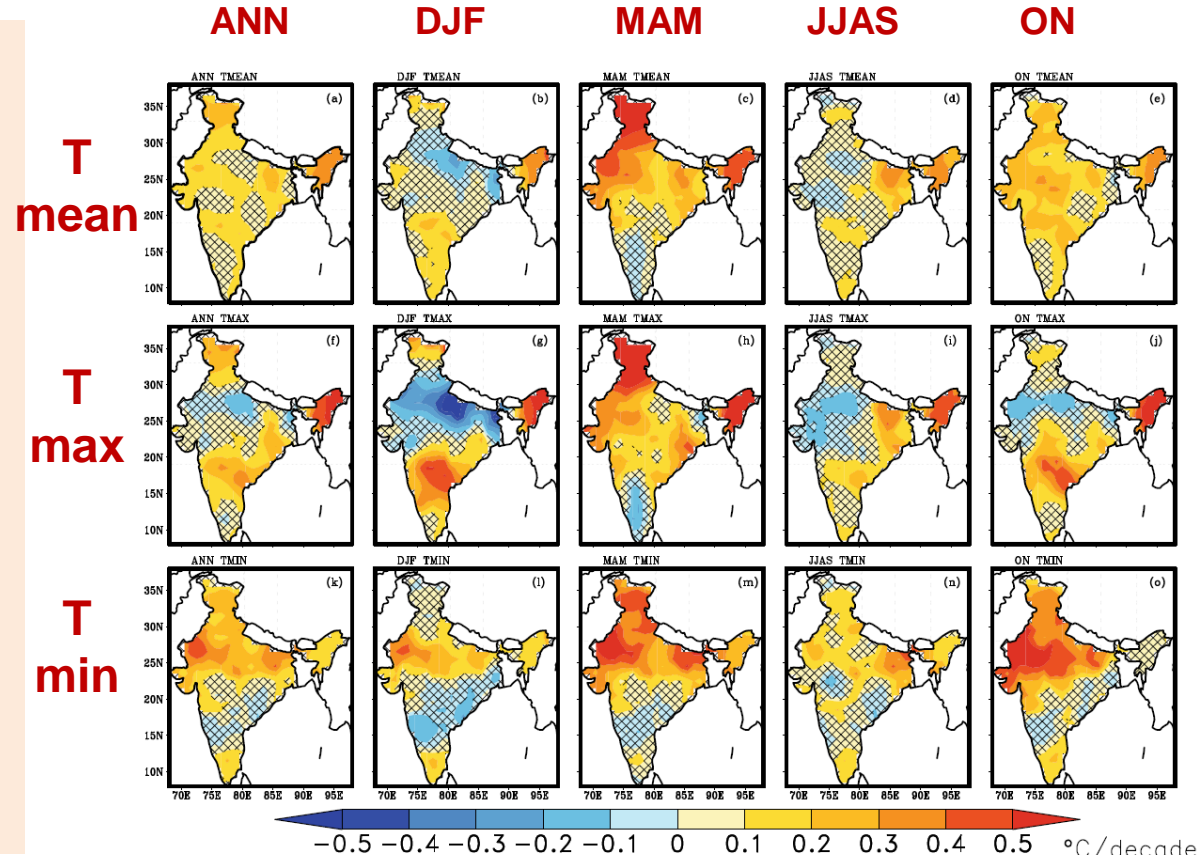 ANN DJF MAM JJAS ON
T
mean
ANN TMEAN DJF TMEAN MAM TMEAN JJAS TMEAN ON TMEAN
(a) (b) (c) (d) (e)
35N
30N
25N
20N
15N
10N
T
max
ANN TMAX DJF TMAX MAM TMAX JJAS TMAX ON TMAX
(f) (g) (h) (i) (j)
35N
30N
25N
20N
15N
10N
T
min
ANN TMIN DJF TMIN MAM TMIN JJAS TMIN ON TMIN
(k) (l) (m) (n) (o)
35N
30N
25N
20N
15N
10N
70E 75E 80E 85E 90E 95E 70E 75E 80E 85E 90E 95E 70E 75E 80E 85E 90E 95E 70E 75E 80E 85E 90E 95E 70E 75E 80E 85E 90E 95E
-0.5 -0.4 -0.3 -0.2 -0.1 0 0.1 0.2 0.3 0.4 0.5 °C/decade